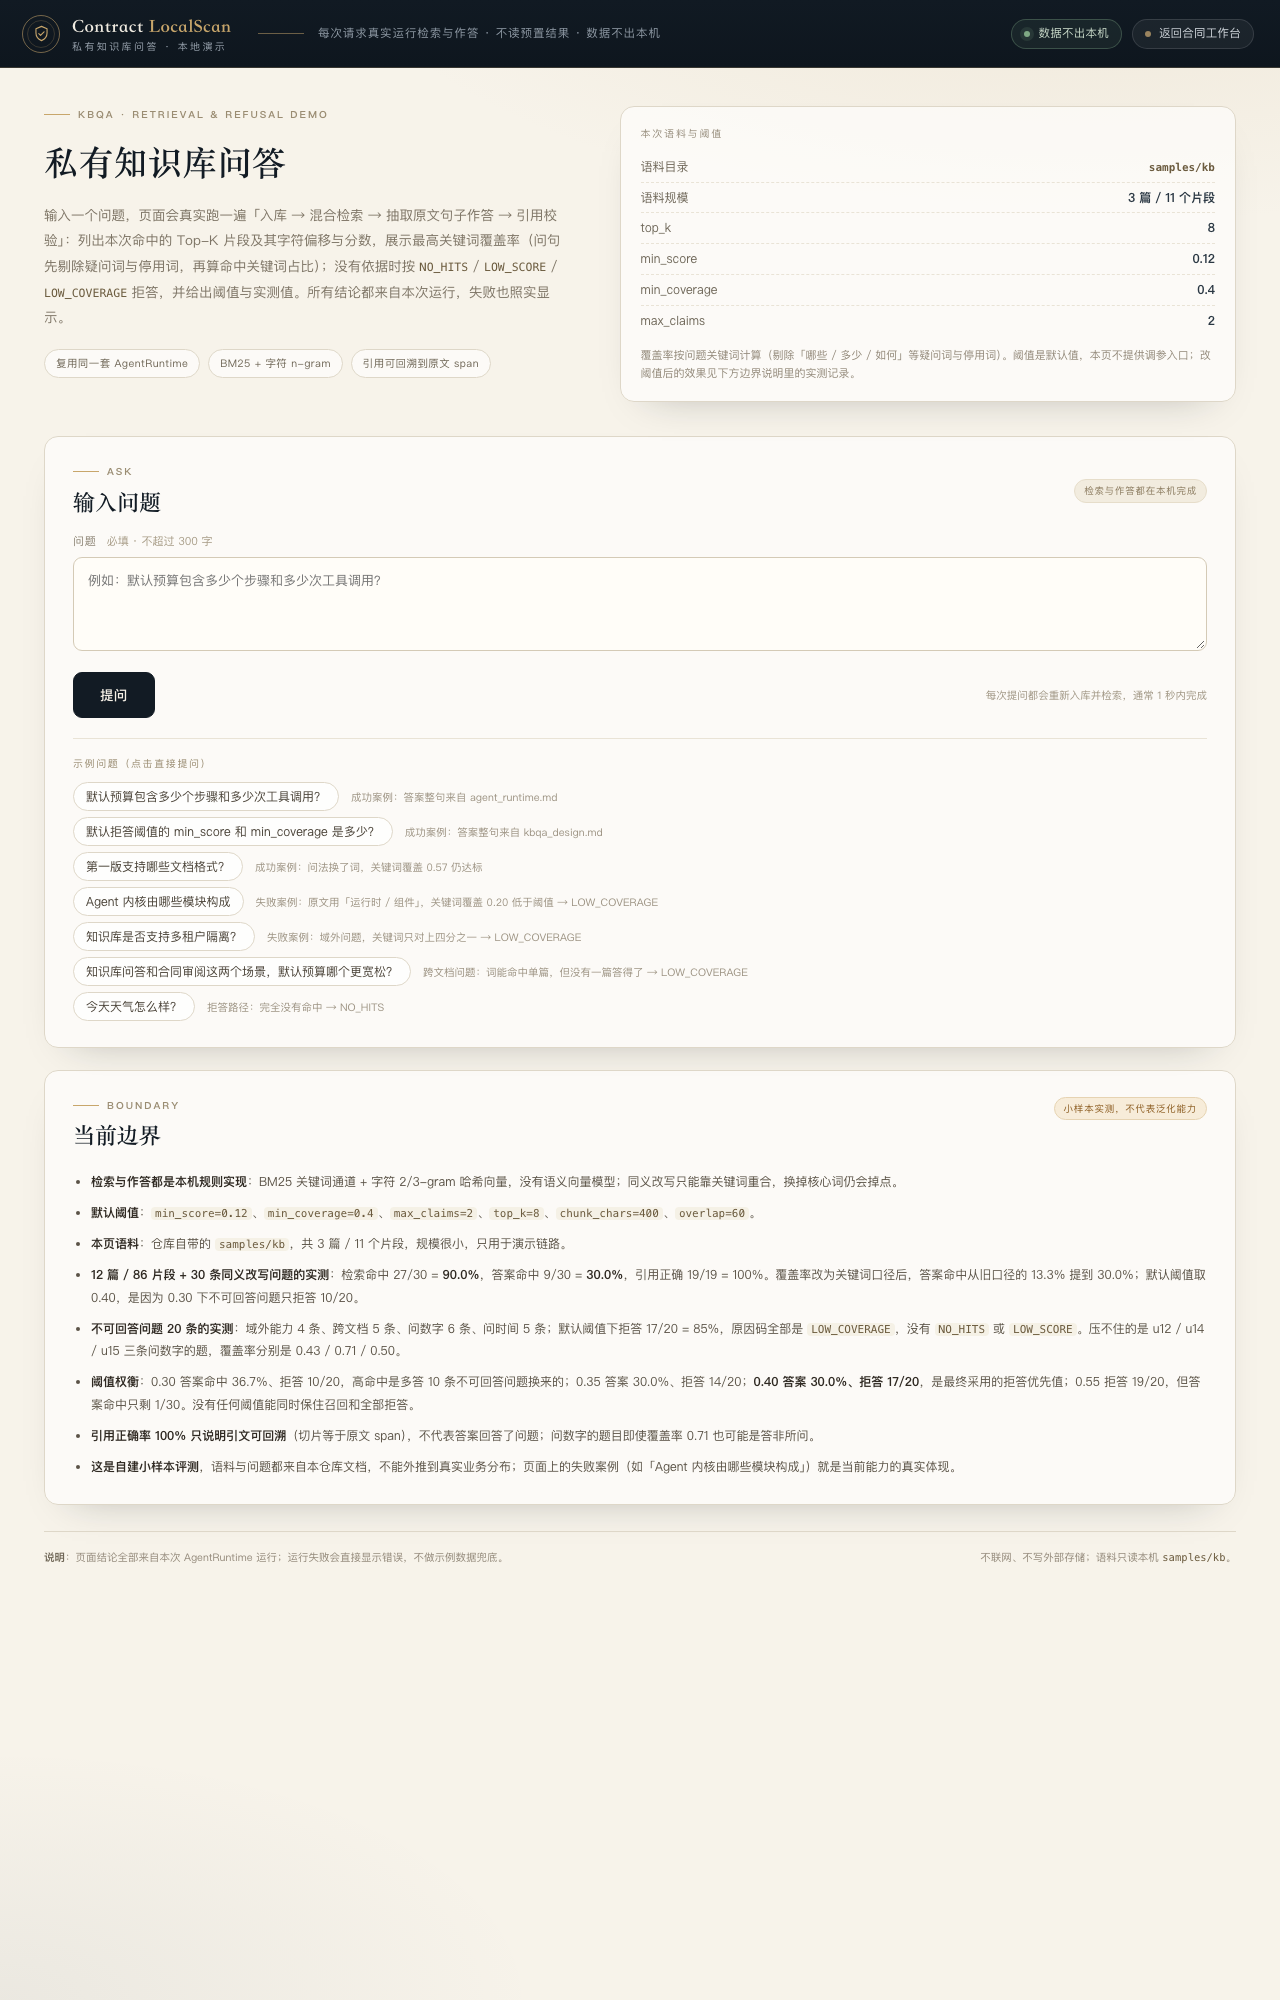 Contract LocalScan
私有知识库问答 · 本地演示
每次请求真实运行检索与作答 · 不读预置结果 · 数据不出本机
数据不出本机
返回合同工作台
KBQA · RETRIEVAL & REFUSAL DEMO
私有知识库问答
输入一个问题，页面会真实跑一遍「入库 → 混合检索 → 抽取原文句子作答 → 引用校
验」：列出本次命中的 Top-K 片段及其字符偏移与分数，展示最高关键词覆盖率（问句
先剔除疑问词与停用词，再算命中关键词占比）；没有依据时按 NO_HITS / LOW_SCORE /
LOW_COVERAGE 拒答，并给出阈值与实测值。所有结论都来自本次运行，失败也照实显
示。
复用同一套 AgentRuntime
BM25 + 字符 n-gram
引用可回溯到原文 span
本次语料与阈值
语料目录 samples/kb
语料规模 3 篇 / 11 个片段
top_k 8
min_score 0.12
min_coverage 0.4
max_claims 2
覆盖率按问题关键词计算（剔除「哪些 / 多少 / 如何」等疑问词与停用词）。阈值是默认值，本页不提供调参入口；改
阈值后的效果见下方边界说明里的实测记录。
ASK
输入问题
检索与作答都在本机完成
问题 必填 · 不超过 300 字
例如：默认预算包含多少个步骤和多少次工具调用？
提问
每次提问都会重新入库并检索，通常 1 秒内完成
示例问题（点击直接提问）
默认预算包含多少个步骤和多少次工具调用？ 成功案例：答案整句来自 agent_runtime.md
默认拒答阈值的 min_score 和 min_coverage 是多少？ 成功案例：答案整句来自 kbqa_design.md
第一版支持哪些文档格式？ 成功案例：问法换了词，关键词覆盖 0.57 仍达标
Agent 内核由哪些模块构成 失败案例：原文用「运行时 / 组件」，关键词覆盖 0.20 低于阈值 → LOW_COVERAGE
知识库是否支持多租户隔离？ 失败案例：域外问题，关键词只对上四分之一 → LOW_COVERAGE
知识库问答和合同审阅这两个场景，默认预算哪个更宽松？ 跨文档问题：词能命中单篇，但没有一篇答得了 → LOW_COVERAGE
今天天气怎么样？ 拒答路径：完全没有命中 → NO_HITS
BOUNDARY
当前边界
小样本实测，不代表泛化能力
• 检索与作答都是本机规则实现：BM25 关键词通道 + 字符 2/3-gram 哈希向量，没有语义向量模型；同义改写只能靠关键词重合，换掉核心词仍会掉点。
• 默认阈值：min_score=0.12、min_coverage=0.4、max_claims=2、top_k=8、chunk_chars=400、overlap=60。
• 本页语料：仓库自带的 samples/kb，共 3 篇 / 11 个片段，规模很小，只用于演示链路。
• 12 篇 / 86 片段 + 30 条同义改写问题的实测：检索命中 27/30 = 90.0%，答案命中 9/30 = 30.0%，引用正确 19/19 = 100%。覆盖率改为关键词口径后，答案命中从旧口径的 13.3% 提到 30.0%；默认阈值取
0.40，是因为 0.30 下不可回答问题只拒答 10/20。
• 不可回答问题 20 条的实测：域外能力 4 条、跨文档 5 条、问数字 6 条、问时间 5 条；默认阈值下拒答 17/20 = 85%，原因码全部是 LOW_COVERAGE，没有 NO_HITS 或 LOW_SCORE。压不住的是 u12 / u14
/ u15 三条问数字的题，覆盖率分别是 0.43 / 0.71 / 0.50。
• 阈值权衡：0.30 答案命中 36.7%、拒答 10/20，高命中是多答 10 条不可回答问题换来的；0.35 答案 30.0%、拒答 14/20；0.40 答案 30.0%、拒答 17/20，是最终采用的拒答优先值；0.55 拒答 19/20，但答
案命中只剩 1/30。没有任何阈值能同时保住召回和全部拒答。
• 引用正确率 100% 只说明引文可回溯（切片等于原文 span），不代表答案回答了问题；问数字的题目即使覆盖率 0.71 也可能是答非所问。
• 这是自建小样本评测，语料与问题都来自本仓库文档，不能外推到真实业务分布；页面上的失败案例（如「Agent 内核由哪些模块构成」）就是当前能力的真实体现。
说明：页面结论全部来自本次 AgentRuntime 运行；运行失败会直接显示错误，不做示例数据兜底。
不联网、不写外部存储；语料只读本机 samples/kb。